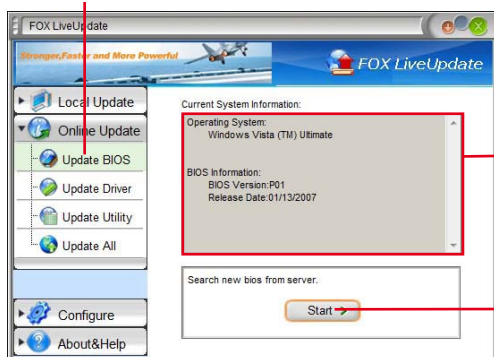 FOX LiveUpdate
Stronger,Faster and More Powerful
FOX LiveUpdate
Local Update
Online Update
Update BIOS
Update Driver
Update Utility
Update All
Configure
About&Help
Current System Information:
Operating System:
Windows Vista (TM) Ultimate
BIOS Information:
BIOS Version:P01
Release Date:01/13/2007
Search new bios from server.
Start